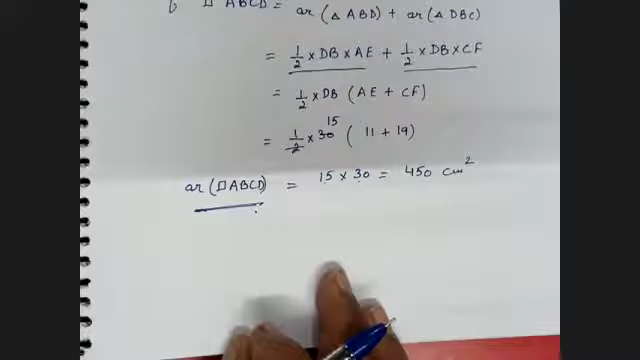 □ ABCD = ar(△ABD) + ar(△DBC)
= 1/2 × DB × AE + 1/2 × DB × CF
= 1/2 × DB (AE + CF)
15
= 1/2 × 30 ( 11 + 19)
ar(□ABCD) = 15 × 30 = 450 cm²